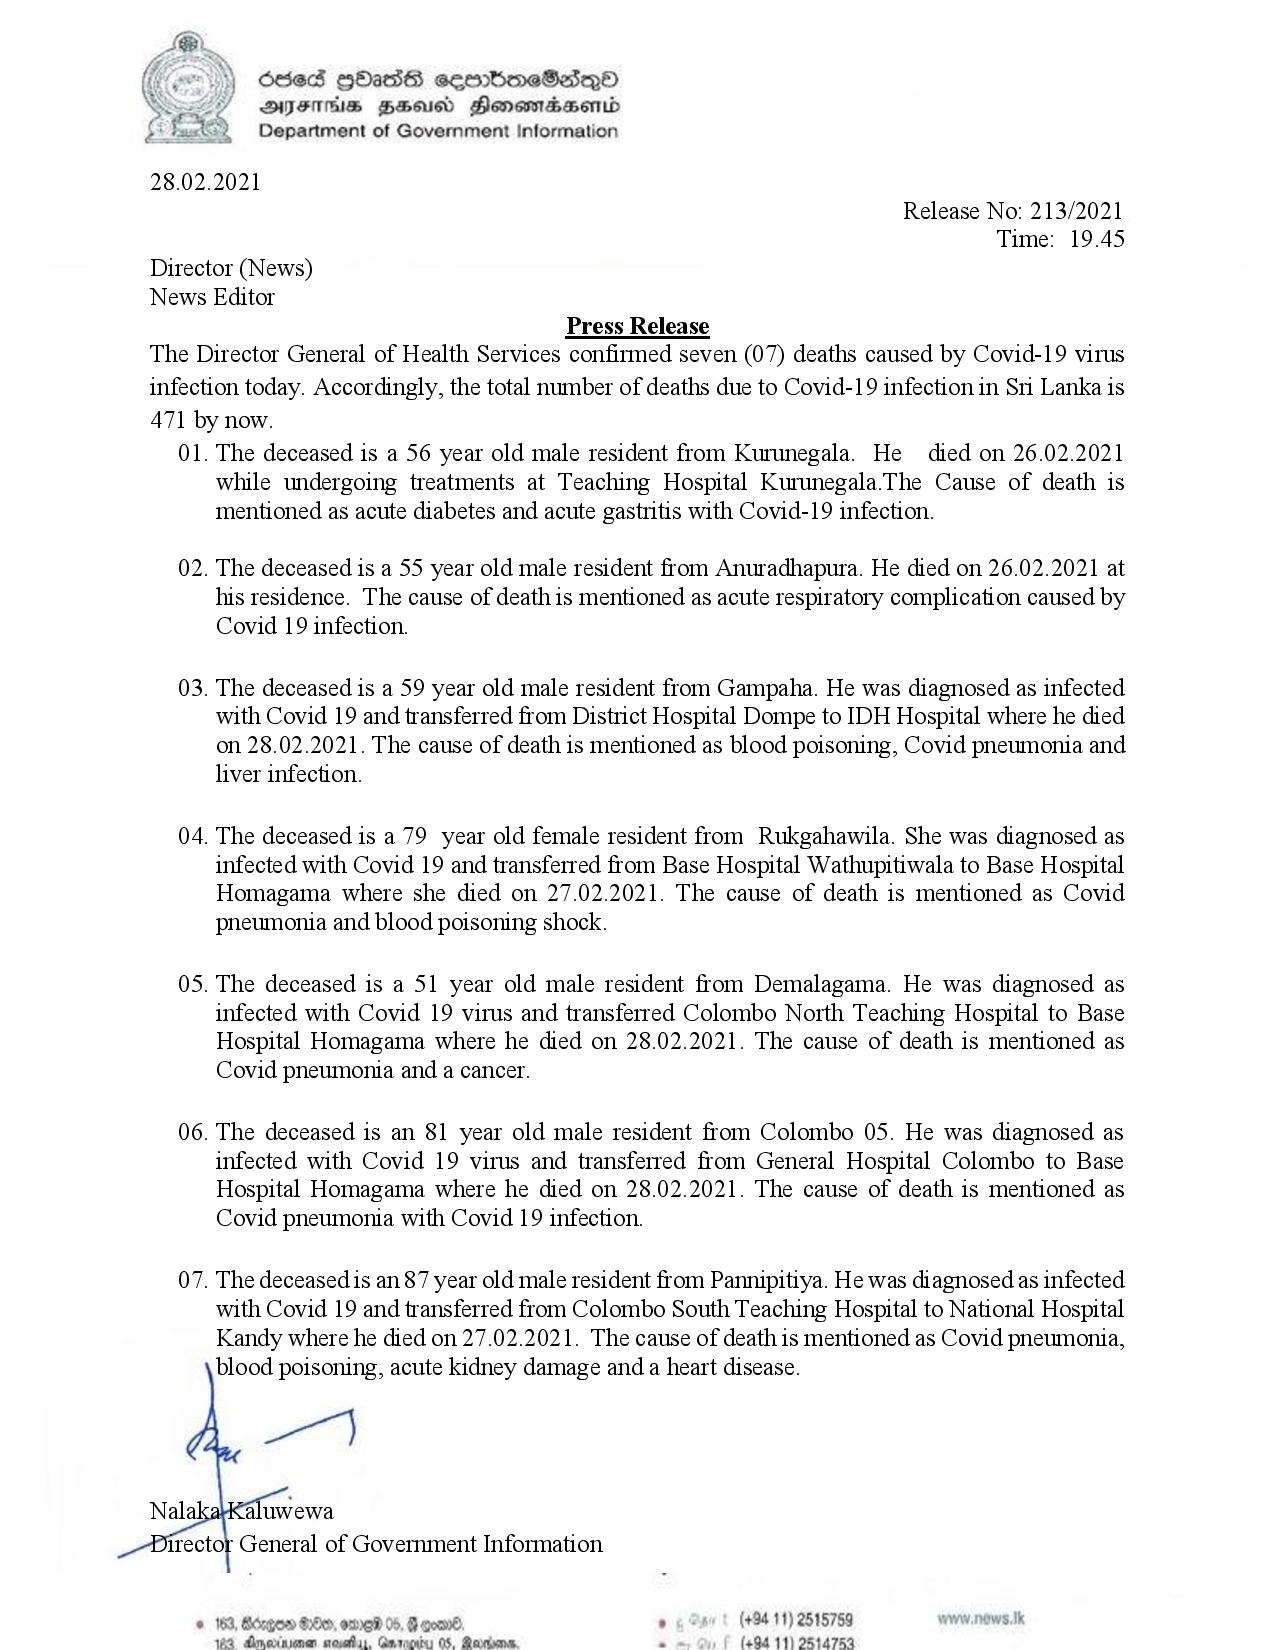 රජයේ ප්‍රවෘත්ති දෙපාර්තමේන්තුව
அரசாங்க தகவல் திணைக்களம்
Department of Government Information
28.02.2021
Release No: 213/2021
Time: 19.45
Director (News)
News Editor
Press Release
The Director General of Health Services confirmed seven (07) deaths caused by Covid-19 virus
infection today. Accordingly, the total number of deaths due to Covid-19 infection in Sri Lanka is
471 by now.
01. The deceased is a 56 year old male resident from Kurunegala. He died on 26.02.2021
while undergoing treatments at Teaching Hospital Kurunegala.The Cause of death is
mentioned as acute diabetes and acute gastritis with Covid-19 infection.
02. The deceased is a 55 year old male resident from Anuradhapura. He died on 26.02.2021 at
his residence. The cause of death is mentioned as acute respiratory complication caused by
Covid 19 infection.
03. The deceased is a 59 year old male resident from Gampaha. He was diagnosed as infected
with Covid 19 and transferred from District Hospital Dompe to IDH Hospital where he died
on 28.02.2021. The cause of death is mentioned as blood poisoning, Covid pneumonia and
liver infection.
04. The deceased is a 79 year old female resident from Rukgahawila. She was diagnosed as
infected with Covid 19 and transferred from Base Hospital Wathupitiwala to Base Hospital
Homagama where she died on 27.02.2021. The cause of death is mentioned as Covid
pneumonia and blood poisoning shock.
05. The deceased is a 51 year old male resident from Demalagama. He was diagnosed as
infected with Covid 19 virus and transferred Colombo North Teaching Hospital to Base
Hospital Homagama where he died on 28.02.2021. The cause of death is mentioned as
Covid pneumonia and a cancer.
06. The deceased is an 81 year old male resident from Colombo 05. He was diagnosed as
infected with Covid 19 virus and transferred from General Hospital Colombo to Base
Hospital Homagama where he died on 28.02.2021. The cause of death is mentioned as
Covid pneumonia with Covid 19 infection.
07. The deceased is an 87 year old male resident from Pannipitiya. He was diagnosed as infected
with Covid 19 and transferred from Colombo South Teaching Hospital to National Hospital
Kandy where he died on 27.02.2021. The cause of death is mentioned as Covid pneumonia,
blood poisoning, acute kidney damage and a heart disease.
Nalaka Kaluwewa
Director General of Government Information
163, කිරුලපන මාවත, කොළඹ 05, ශ්‍රී ලංකාව. (+94 11) 2515759 www.news.lk
163, கிருலப்பனை கொழும்பு 05, இலங்கை. (+94 11) 2514753